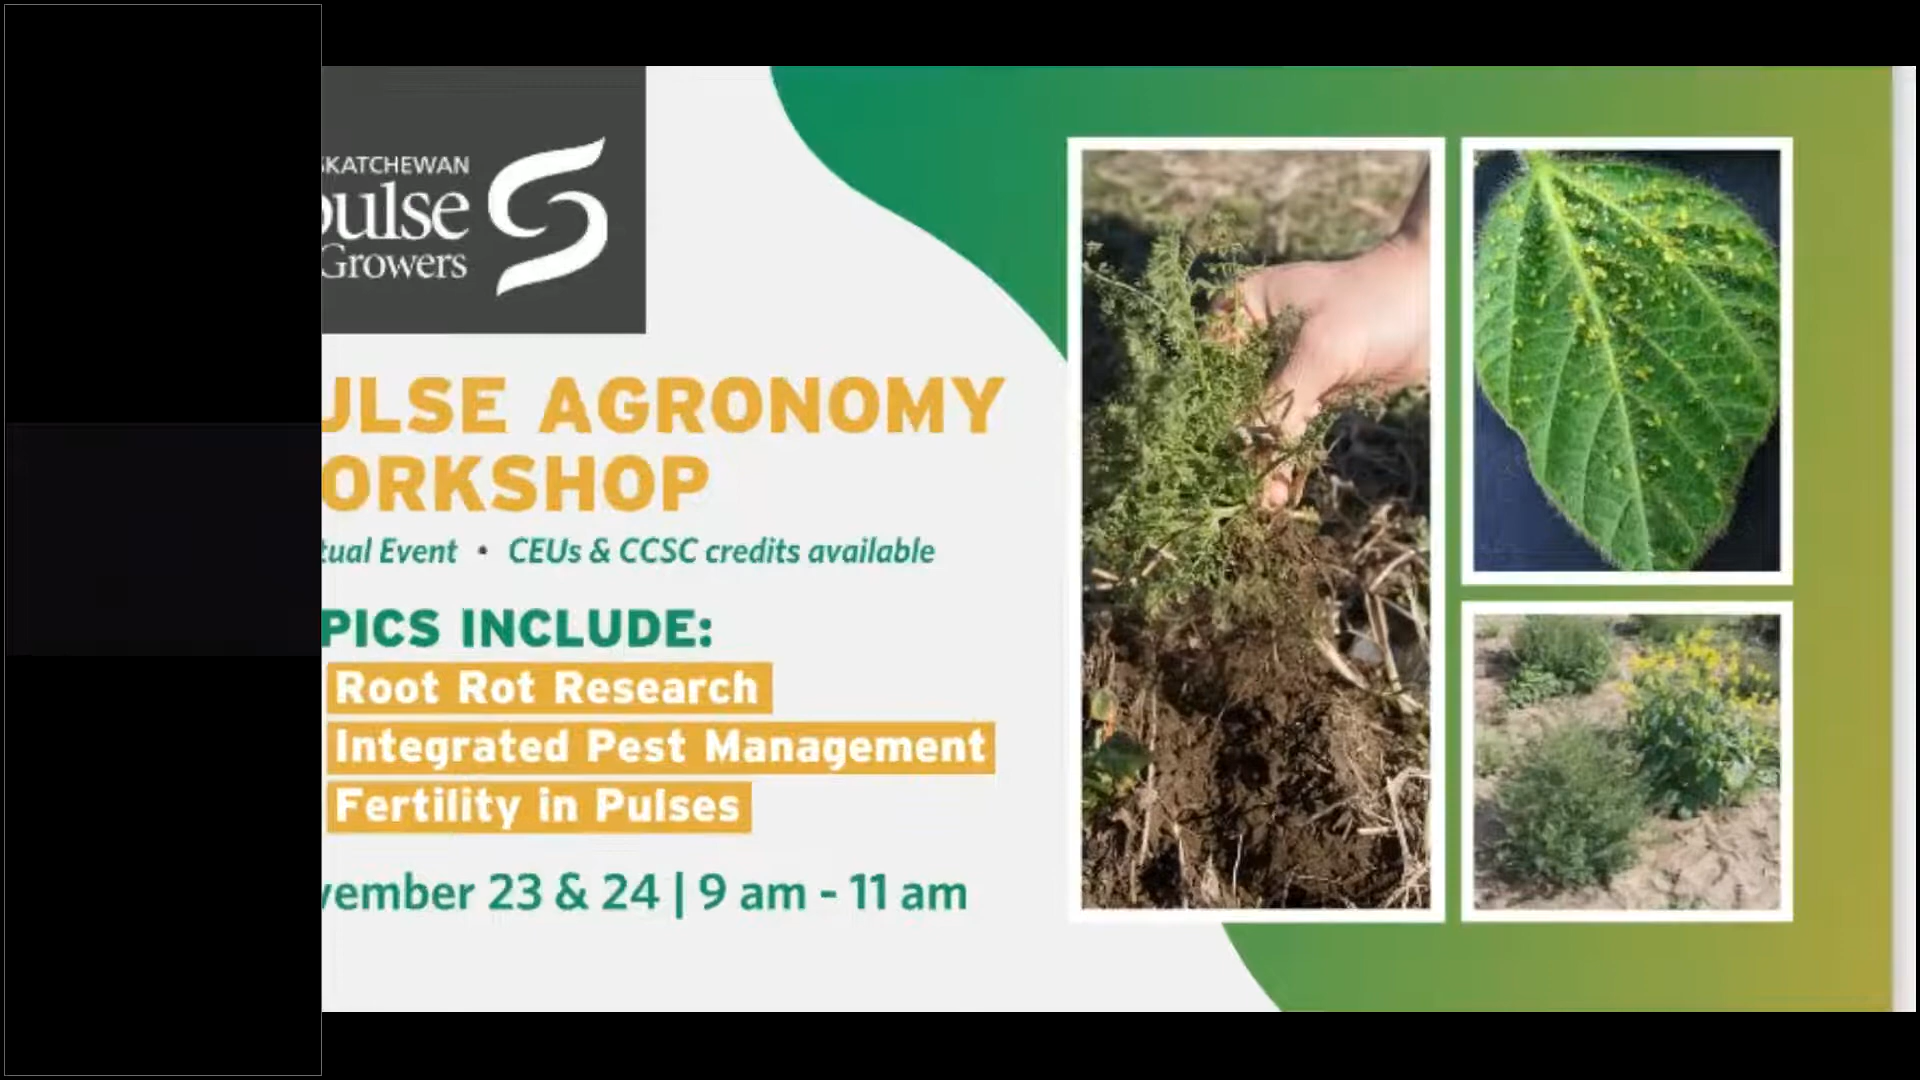 SKATCHEWAN
pulse
Growers
ULSE AGRONOMY
ORKSHOP
tual Event • CEUs & CCSC credits available
PICS INCLUDE:
Root Rot Research
Integrated Pest Management
Fertility in Pulses
vember 23 & 24 | 9 am - 11 am